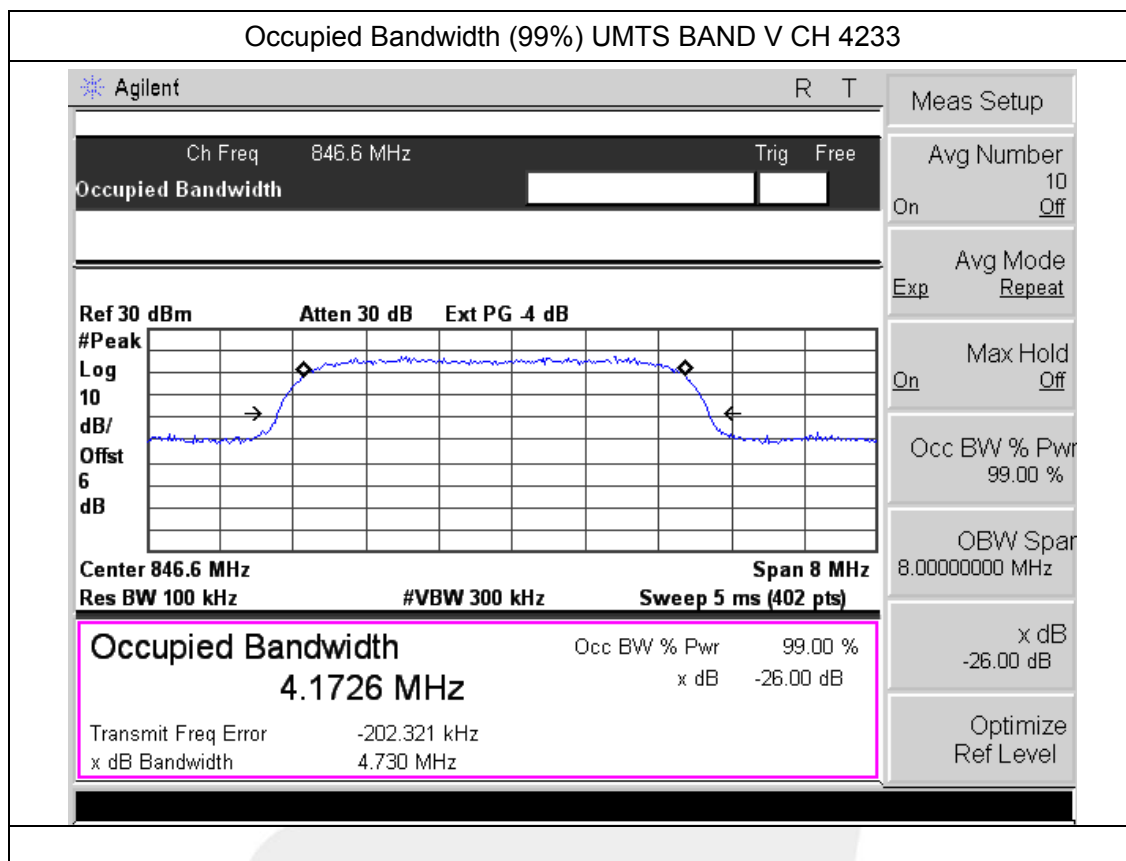 Occupied Bandwidth (99%) UMTS BAND V CH 4233
Agilent R T
Ch Freq 846.6 MHz Trig Free
Occupied Bandwidth
Ref 30 dBm Atten 30 dB Ext PG -4 dB
#Peak
Log
10
dB/
Offst
6
dB
Center 846.6 MHz Span 8 MHz
Res BW 100 kHz #VBW 300 kHz Sweep 5 ms (402 pts)
Occupied Bandwidth Occ BW % Pwr 99.00 %
4.1726 MHz x dB -26.00 dB
Transmit Freq Error -202.321 kHz
x dB Bandwidth 4.730 MHz
Meas Setup
Avg Number
10
On Off
Avg Mode
Exp Repeat
Max Hold
On Off
Occ BW % Pwr
99.00 %
OBW Span
8.00000000 MHz
x dB
-26.00 dB
Optimize
Ref Level